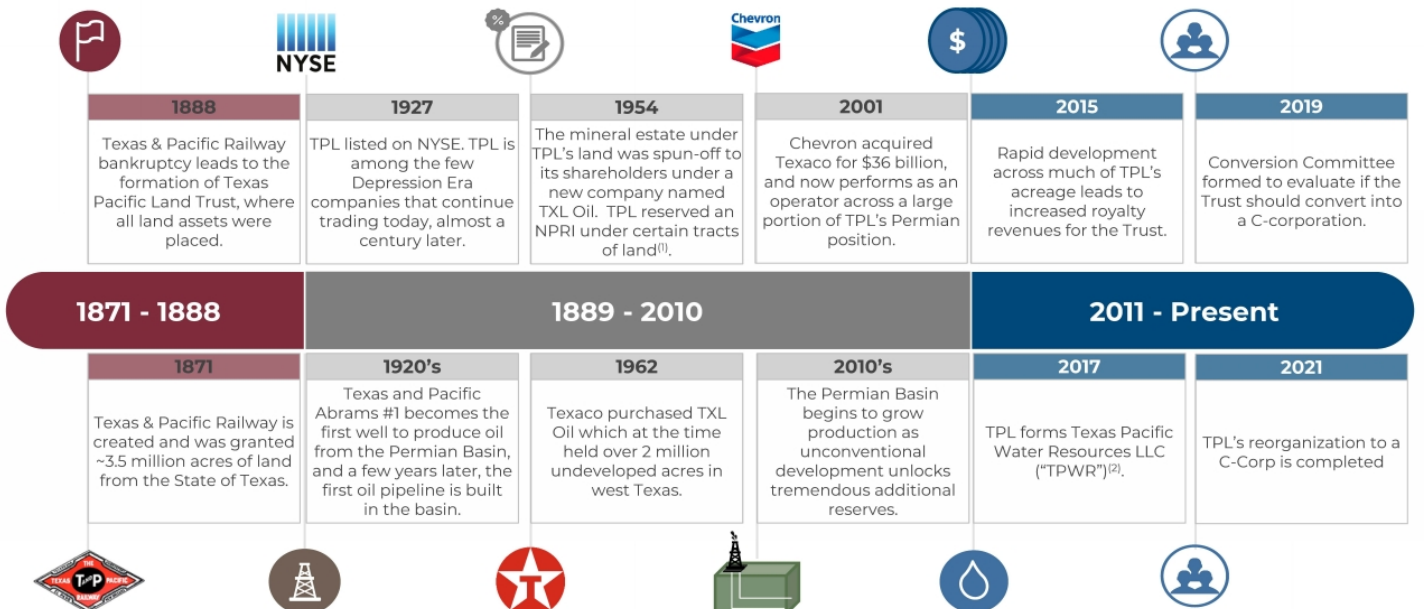 Chevron
%
$
NYSE
1888
Texas & Pacific Railway
bankruptcy leads to the
formation of Texas
Pacific Land Trust, where
all land assets were
placed.
1927
TPL listed on NYSE. TPL is
among the few
Depression Era
companies that continue
trading today, almost a
century later.
1954
The mineral estate under
TPL's land was spun-off to
its shareholders under a
new company named
TXL Oil. TPL reserved an
NPRI under certain tracts
of land(1).
2001
Chevron acquired
Texaco for $36 billion,
and now performs as an
operator across a large
portion of TPL's Permian
position.
2015
Rapid development
across much of TPL's
acreage leads to
increased royalty
revenues for the Trust.
2019
Conversion Committee
formed to evaluate if the
Trust should convert into
a C-corporation.
1871 - 1888
1889 - 2010
2011 - Present
1871
Texas & Pacific Railway is
created and was granted
~3.5 million acres of land
from the State of Texas.
1920's
Texas and Pacific
Abrams #1 becomes the
first well to produce oil
from the Permian Basin,
and a few years later, the
first oil pipeline is built
in the basin.
1962
Texaco purchased TXL
Oil which at the time
held over 2 million
undeveloped acres in
west Texas.
2010's
The Permian Basin
begins to grow
production as
unconventional
development unlocks
tremendous additional
reserves.
2017
TPL forms Texas Pacific
Water Resources LLC
("TPWR")(2).
2021
TPL's reorganization to a
C-Corp is completed
THE
TEXAS T AND P PACIFIC
RAILWAY
T